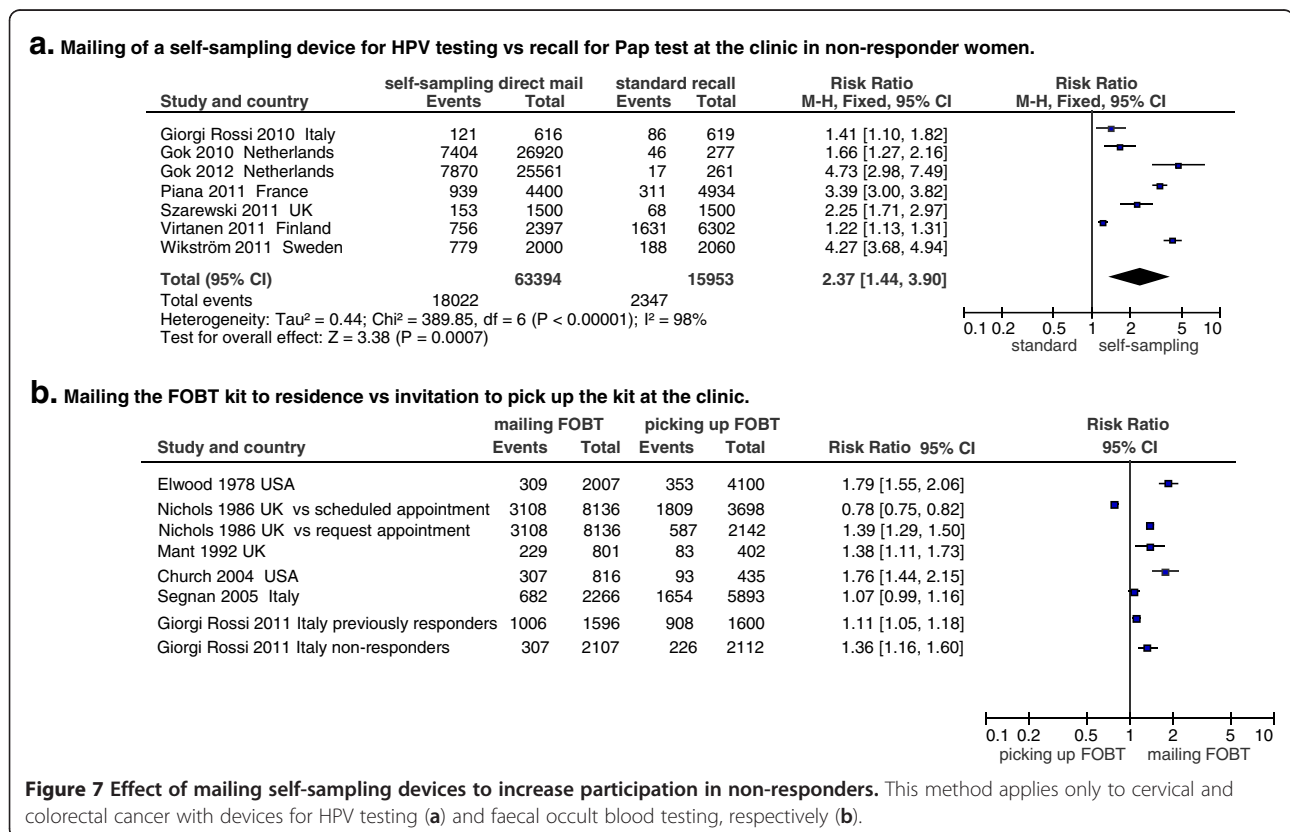 a. Mailing of a self-sampling device for HPV testing vs recall for Pap test at the clinic in non-responder women.
self-sampling direct mail standard recall Risk Ratio Risk Ratio
Study and country Events Total Events Total M-H, Fixed, 95% CI M-H, Fixed, 95% CI
Giorgi Rossi 2010 Italy 121 616 86 619 1.41 [1.10, 1.82]
Gok 2010 Netherlands 7404 26920 46 277 1.66 [1.27, 2.16]
Gok 2012 Netherlands 7870 25561 17 261 4.73 [2.98, 7.49]
Piana 2011 France 939 4400 311 4934 3.39 [3.00, 3.82]
Szarewski 2011 UK 153 1500 68 1500 2.25 [1.71, 2.97]
Virtanen 2011 Finland 756 2397 1631 6302 1.22 [1.13, 1.31]
Wikström 2011 Sweden 779 2000 188 2060 4.27 [3.68, 4.94]
Total (95% CI) 63394 15953 2.37 [1.44, 3.90]
Total events 18022 2347
Heterogeneity: Tau² = 0.44; Chi² = 389.85, df = 6 (P < 0.00001); I² = 98%
Test for overall effect: Z = 3.38 (P = 0.0007)
0.1 0.2 0.5 1 2 5 10
standard self-sampling
b. Mailing the FOBT kit to residence vs invitation to pick up the kit at the clinic.
mailing FOBT picking up FOBT Risk Ratio
Study and country Events Total Events Total Risk Ratio 95% CI 95% CI
Elwood 1978 USA 309 2007 353 4100 1.79 [1.55, 2.06]
Nichols 1986 UK vs scheduled appointment 3108 8136 1809 3698 0.78 [0.75, 0.82]
Nichols 1986 UK vs request appointment 3108 8136 587 2142 1.39 [1.29, 1.50]
Mant 1992 UK 229 801 83 402 1.38 [1.11, 1.73]
Church 2004 USA 307 816 93 435 1.76 [1.44, 2.15]
Segnan 2005 Italy 682 2266 1654 5893 1.07 [0.99, 1.16]
Giorgi Rossi 2011 Italy previously responders 1006 1596 908 1600 1.11 [1.05, 1.18]
Giorgi Rossi 2011 Italy non-responders 307 2107 226 2112 1.36 [1.16, 1.60]
0.1 0.2 0.5 1 2 5 10
picking up FOBT mailing FOBT
Figure 7 Effect of mailing self-sampling devices to increase participation in non-responders. This method applies only to cervical and
colorectal cancer with devices for HPV testing (a) and faecal occult blood testing, respectively (b).